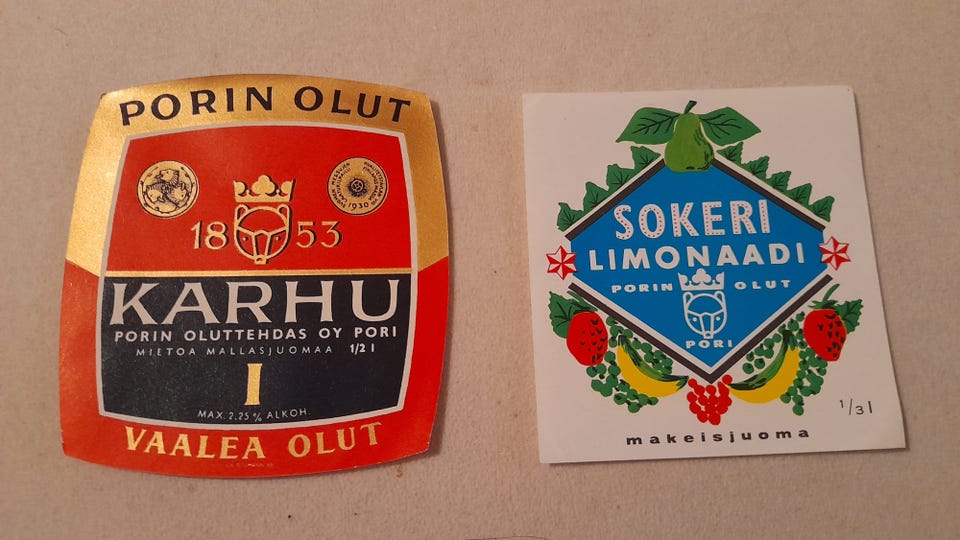 PORIN OLUT
1930
18 53
KARHU
PORIN OLUTTEHDAS OY PORI
MIETOA MALLASJUOMAA 1/2 l
I
MAX. 2,25 % ALKOH.
VAALEA OLUT
SOKERI
LIMONAADI
PORIN OLUT
PORI
1/3 l
makeisjuoma